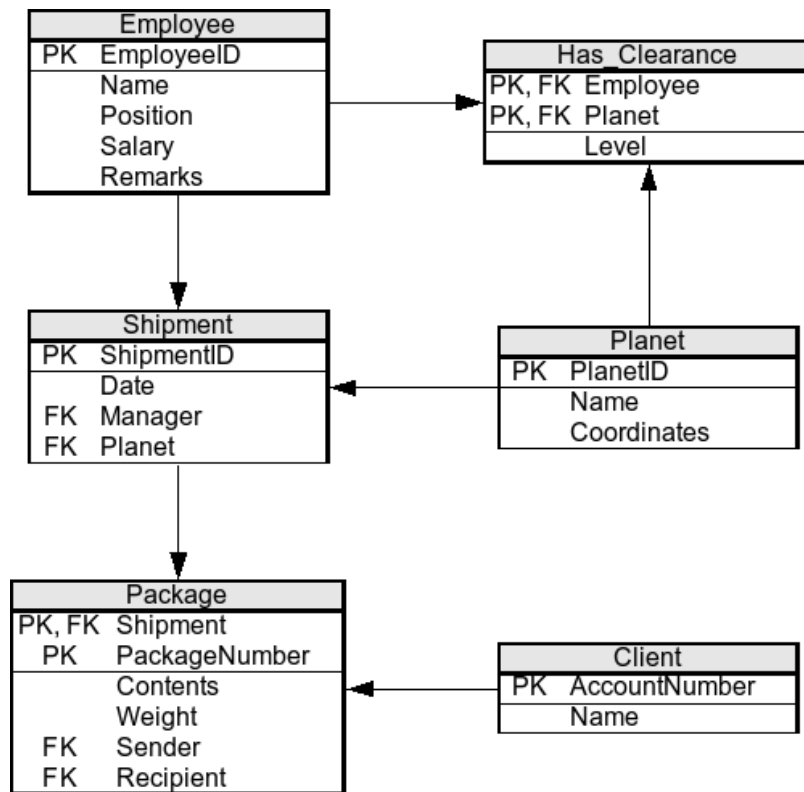 Employee
PK EmployeeID
Name
Position
Salary
Remarks
Has_Clearance
PK, FK Employee
PK, FK Planet
Level
Shipment
PK ShipmentID
Date
FK Manager
FK Planet
Planet
PK PlanetID
Name
Coordinates
Package
PK, FK Shipment
PK PackageNumber
Contents
Weight
FK Sender
FK Recipient
Client
PK AccountNumber
Name